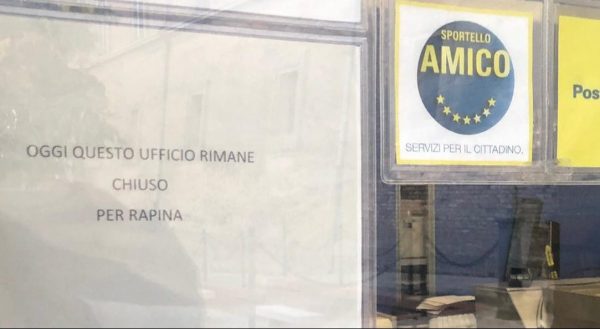 OGGI QUESTO UFFICIO RIMANE
CHIUSO
PER RAPINA
SPORTELLO
AMICO
SERVIZI PER IL CITTADINO.
Pos